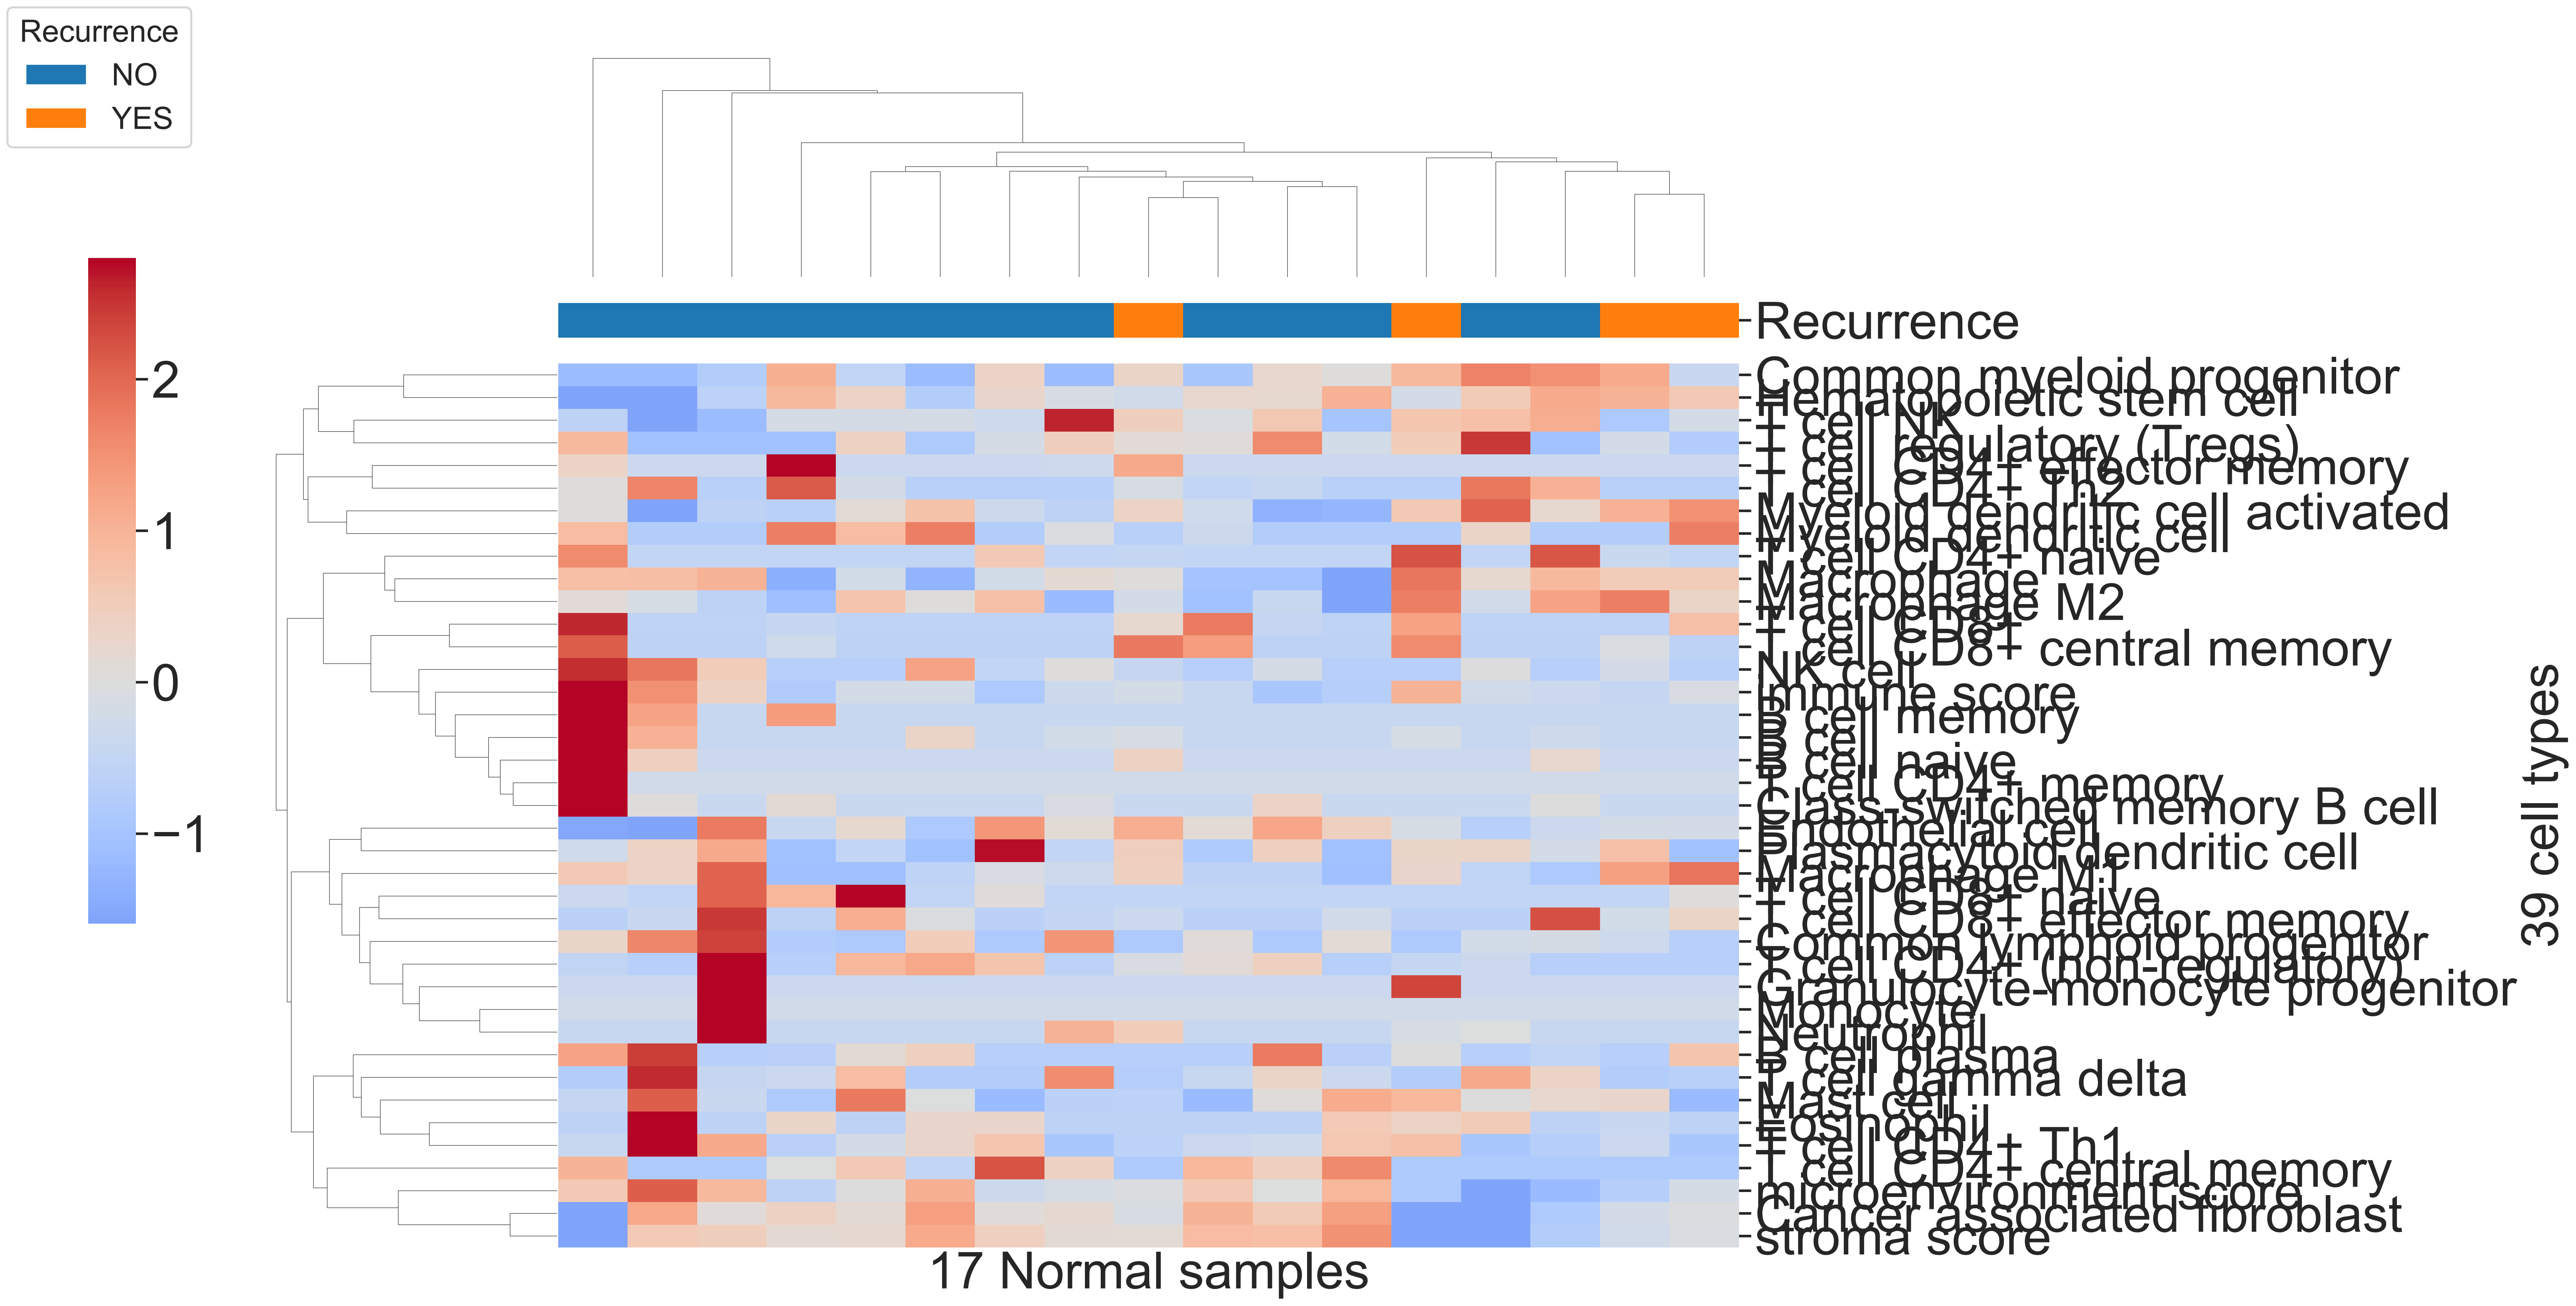 Recurrence
NO
YES
2
1
0
−1
Recurrence
Common myeloid progenitor
Hematopoietic stem cell
T cell NK
T cell regulatory (Tregs)
T cell CD4+ effector memory
T cell CD4+ Th2
Myeloid dendritic cell activated
Myeloid dendritic cell
T cell CD4+ naive
Macrophage
Macrophage M2
T cell CD8+
T cell CD8+ central memory
NK cell
immune score
B cell memory
B cell
B cell naive
T cell CD4+ memory
Class-switched memory B cell
Endothelial cell
Plasmacytoid dendritic cell
Macrophage M1
T cell CD8+ naive
T cell CD8+ effector memory
Common lymphoid progenitor
T cell CD4+ (non-regulatory)
Granulocyte-monocyte progenitor
Monocyte
Neutrophil
B cell plasma
T cell gamma delta
Mast cell
Eosinophil
T cell CD4+ Th1
T cell CD4+ central memory
microenvironment score
Cancer associated fibroblast
stroma score
39 cell types
17 Normal samples